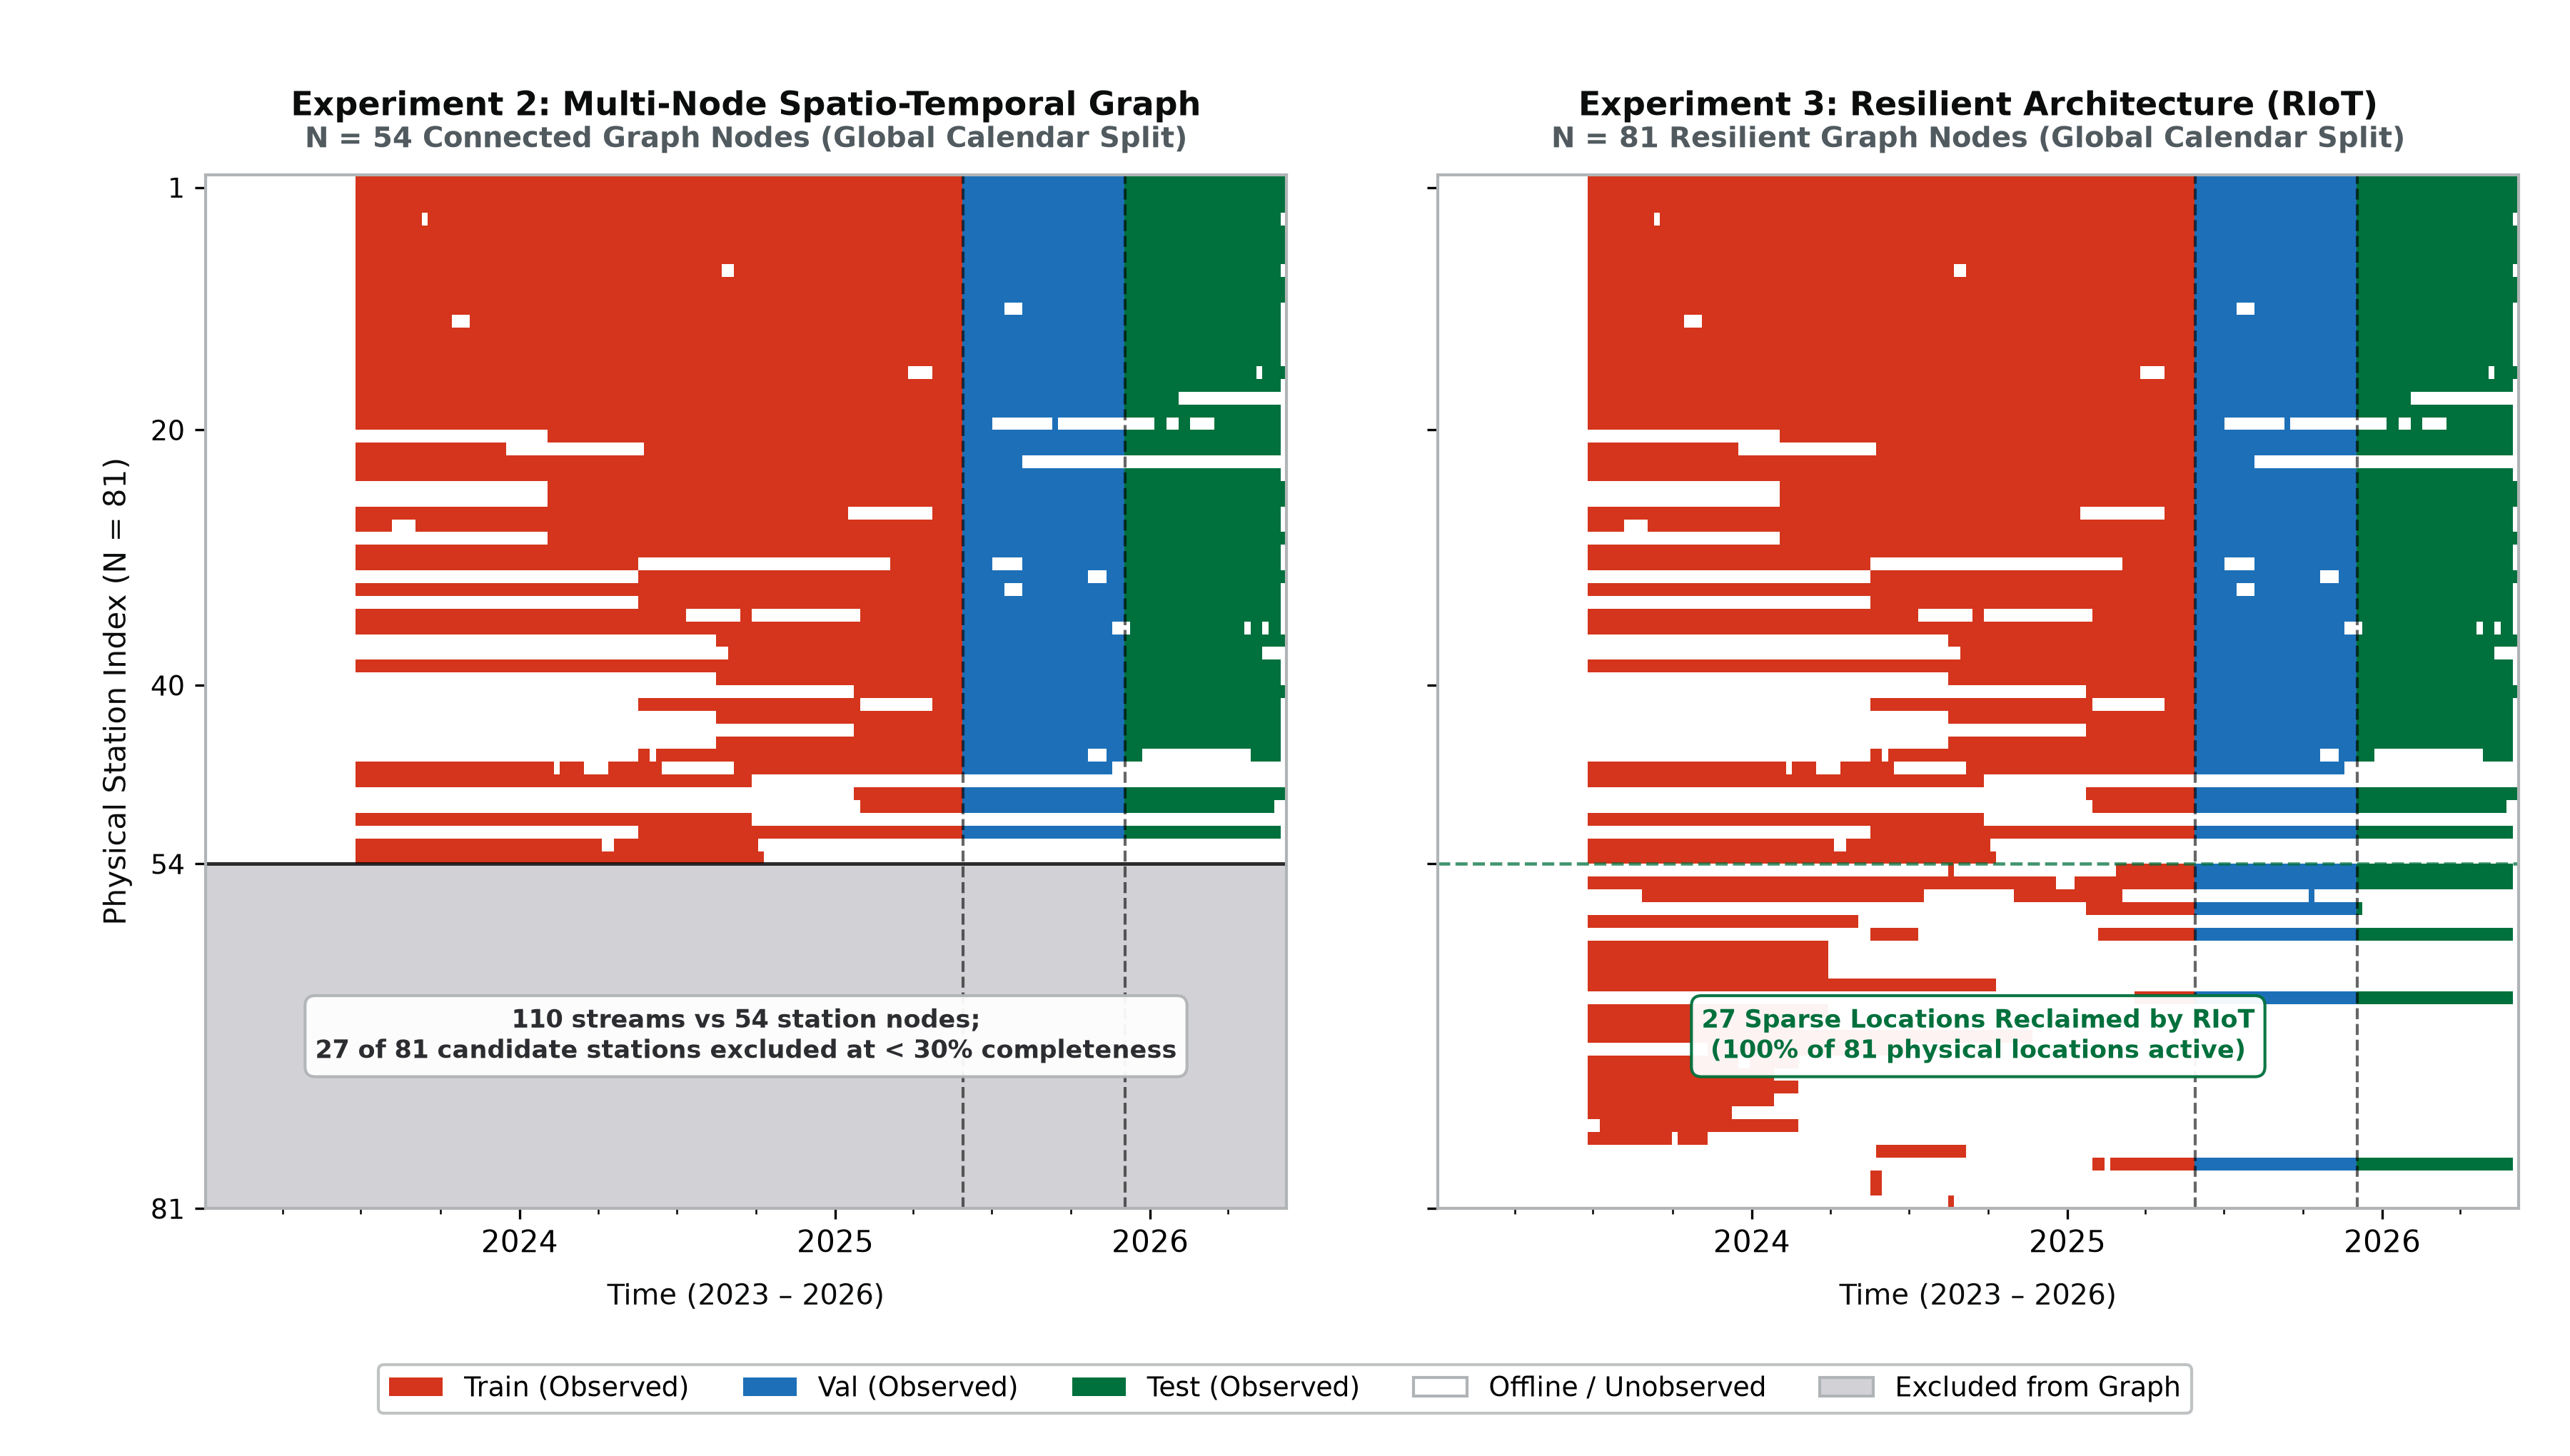 Experiment 2: Multi-Node Spatio-Temporal Graph
N = 54 Connected Graph Nodes (Global Calendar Split)
Experiment 3: Resilient Architecture (RIoT)
N = 81 Resilient Graph Nodes (Global Calendar Split)
Physical Station Index (N = 81)
1
20
40
54
81
110 streams vs 54 station nodes;
27 of 81 candidate stations excluded at < 30% completeness
27 Sparse Locations Reclaimed by RIoT
(100% of 81 physical locations active)
2024 2025 2026
Time (2023 – 2026)
2024 2025 2026
Time (2023 – 2026)
Train (Observed) Val (Observed) Test (Observed) Offline / Unobserved Excluded from Graph